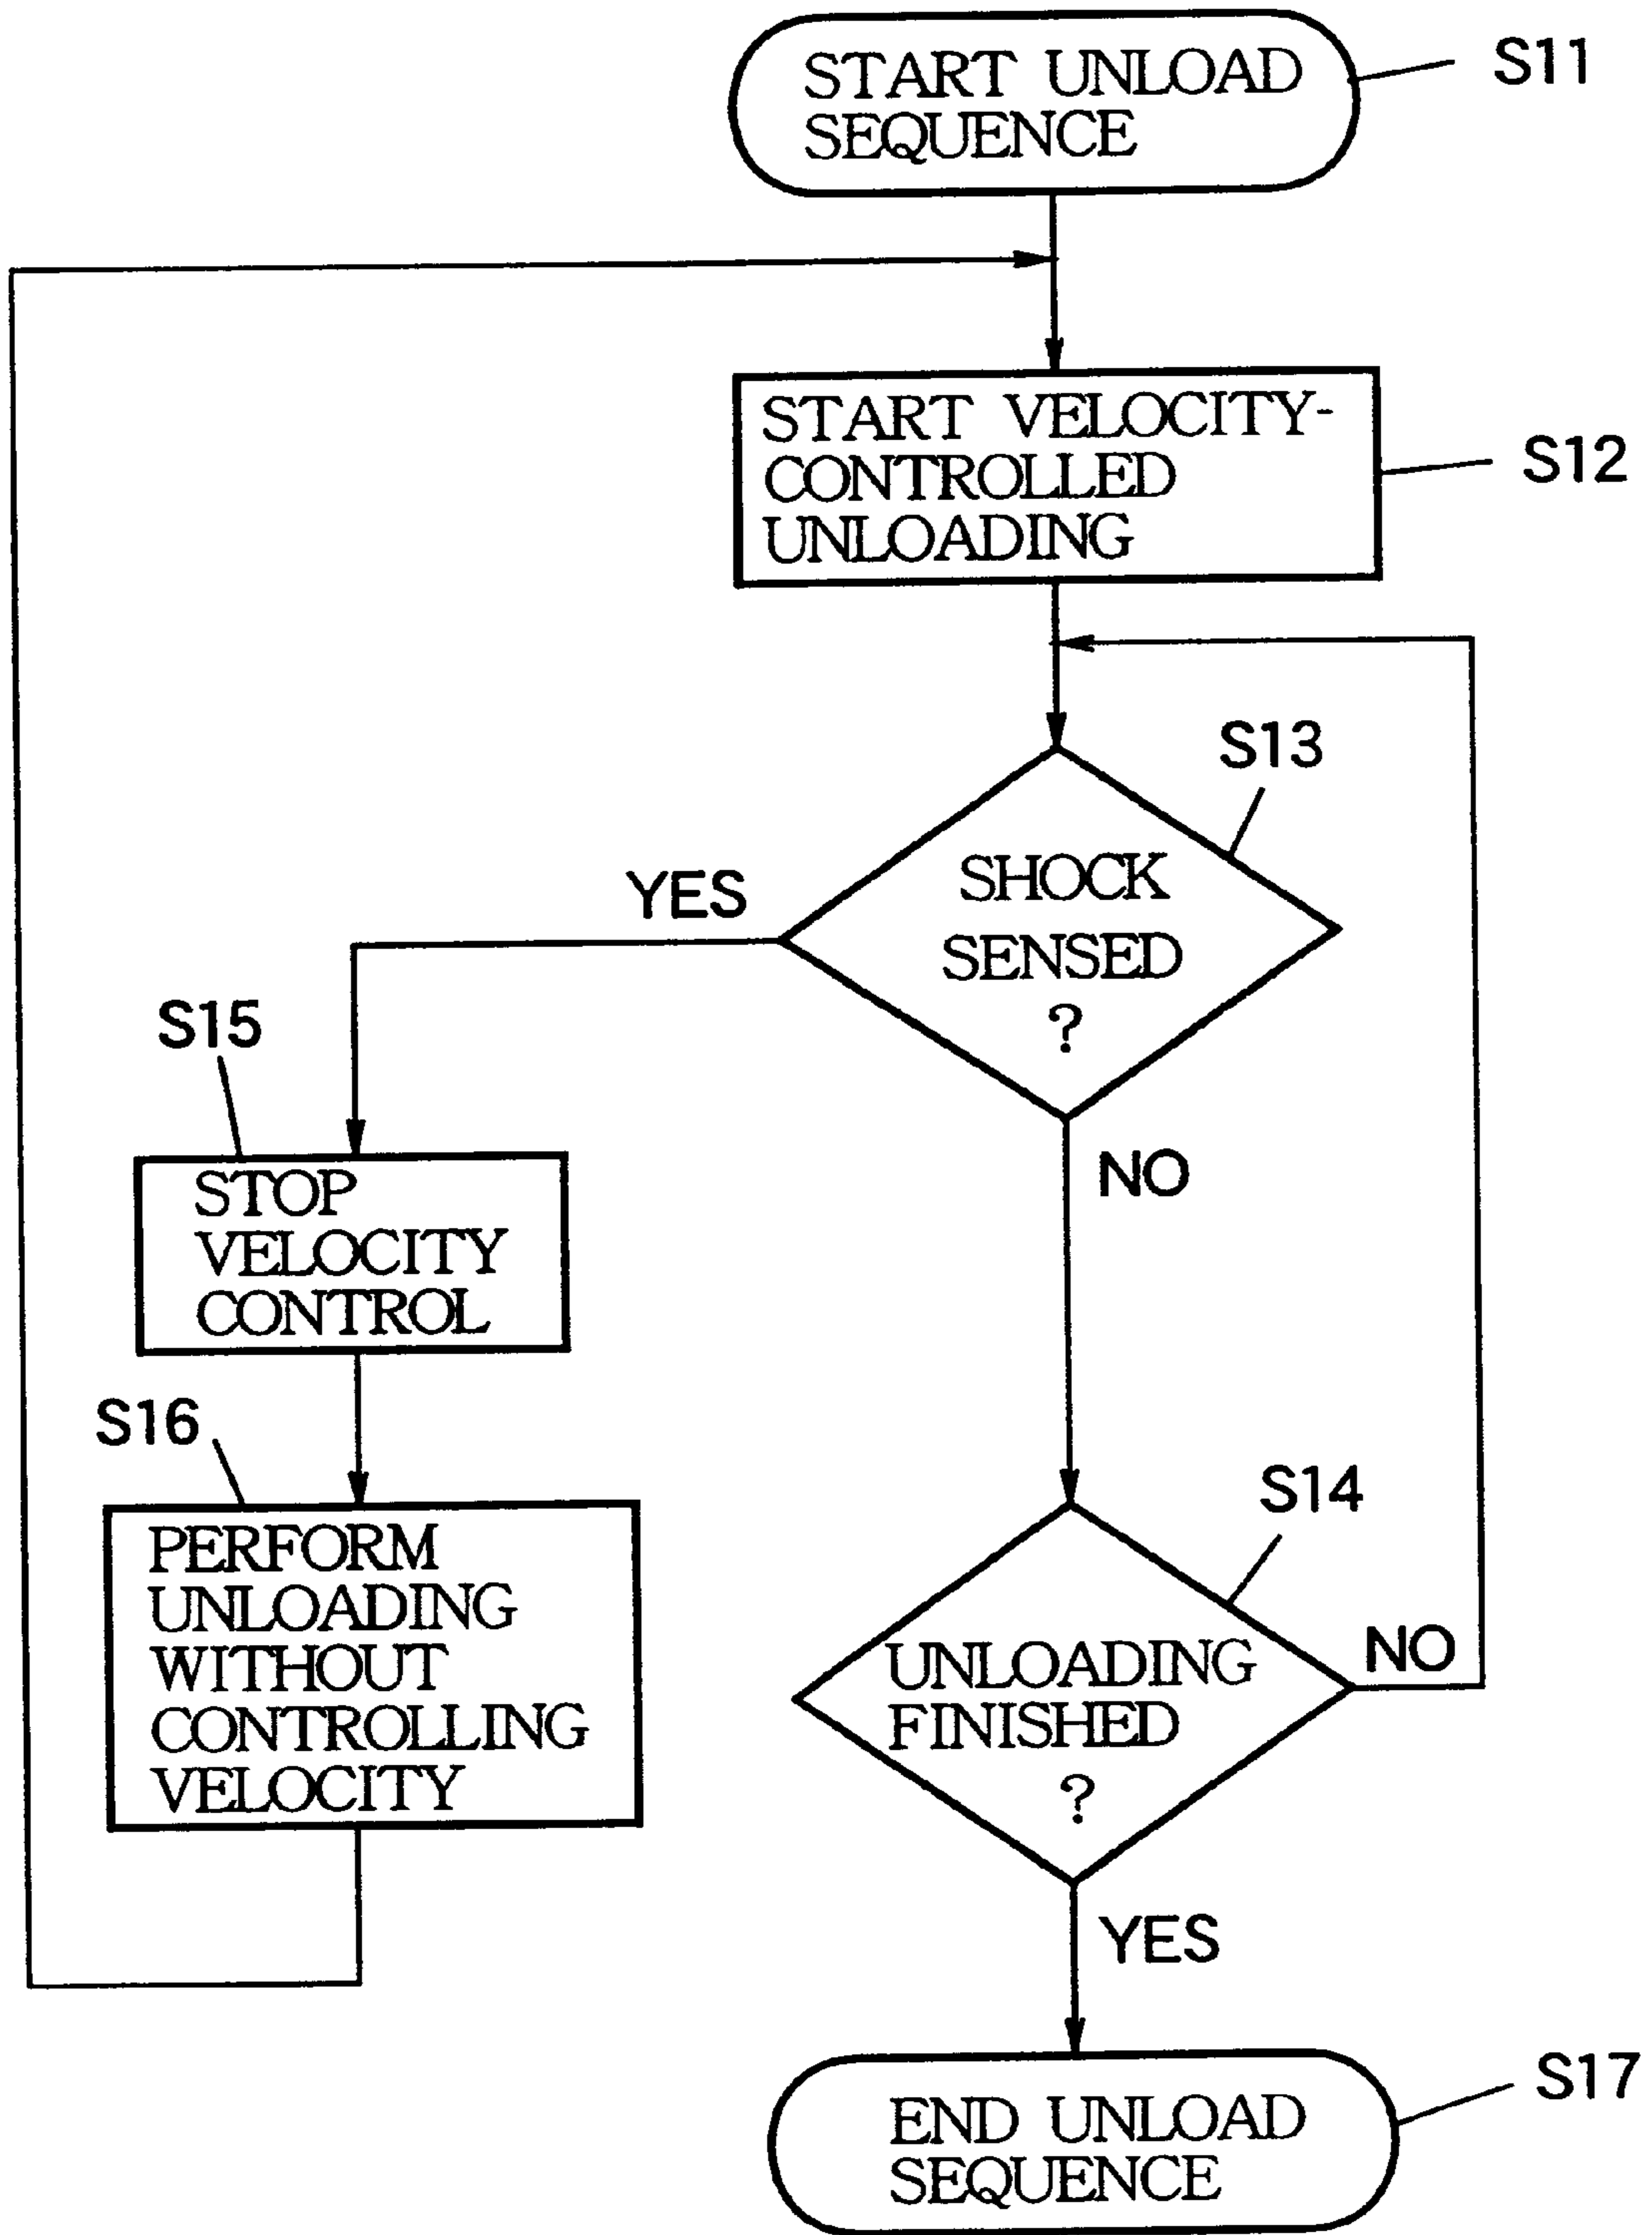 START UNLOAD
SEQUENCE
S11
START VELOCITY-
CONTROLLED
UNLOADING
S12
S13
SHOCK
SENSED
?
YES
NO
S15
STOP
VELOCITY
CONTROL
S16
PERFORM
UNLOADING
WITHOUT
CONTROLLING
VELOCITY
S14
UNLOADING
FINISHED
?
NO
YES
END UNLOAD
SEQUENCE
S17